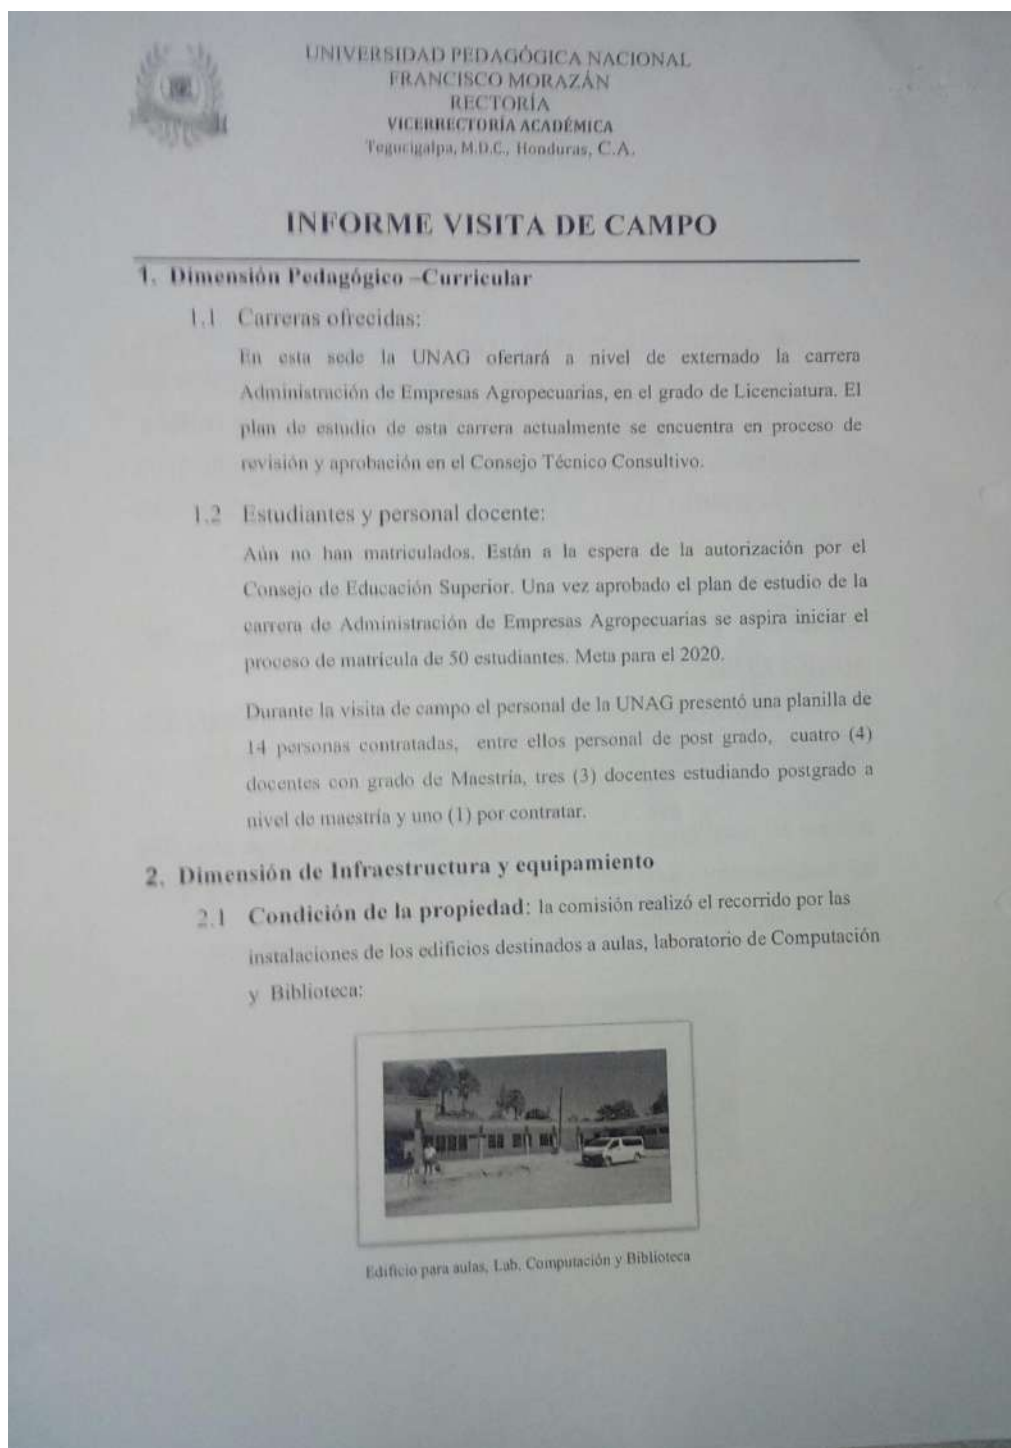 UNIVERSIDAD PEDAGÓGICA NACIONAL
FRANCISCO MORAZÁN
RECTORÍA
VICERRECTORÍA ACADÉMICA
Tegucigalpa, M.D.C., Honduras, C.A.
INFORME VISITA DE CAMPO
1. Dimensión Pedagógico –Curricular
1.1 Carreras ofrecidas:
En esta sede la UNAG ofertará a nivel de externado la carrera
Administración de Empresas Agropecuarias, en el grado de Licenciatura. El
plan de estudio de esta carrera actualmente se encuentra en proceso de
revisión y aprobación en el Consejo Técnico Consultivo.
1.2 Estudiantes y personal docente:
Aún no han matriculados. Están a la espera de la autorización por el
Consejo de Educación Superior. Una vez aprobado el plan de estudio de la
carrera de Administración de Empresas Agropecuarias se aspira iniciar el
proceso de matrícula de 50 estudiantes. Meta para el 2020.
Durante la visita de campo el personal de la UNAG presentó una planilla de
14 personas contratadas, entre ellos personal de post grado, cuatro (4)
docentes con grado de Maestría, tres (3) docentes estudiando postgrado a
nivel de maestría y uno (1) por contratar.
2. Dimensión de Infraestructura y equipamiento
2.1 Condición de la propiedad: la comisión realizó el recorrido por las
instalaciones de los edificios destinados a aulas, laboratorio de Computación
y Biblioteca:
Edificio para aulas, Lab. Computación y Biblioteca